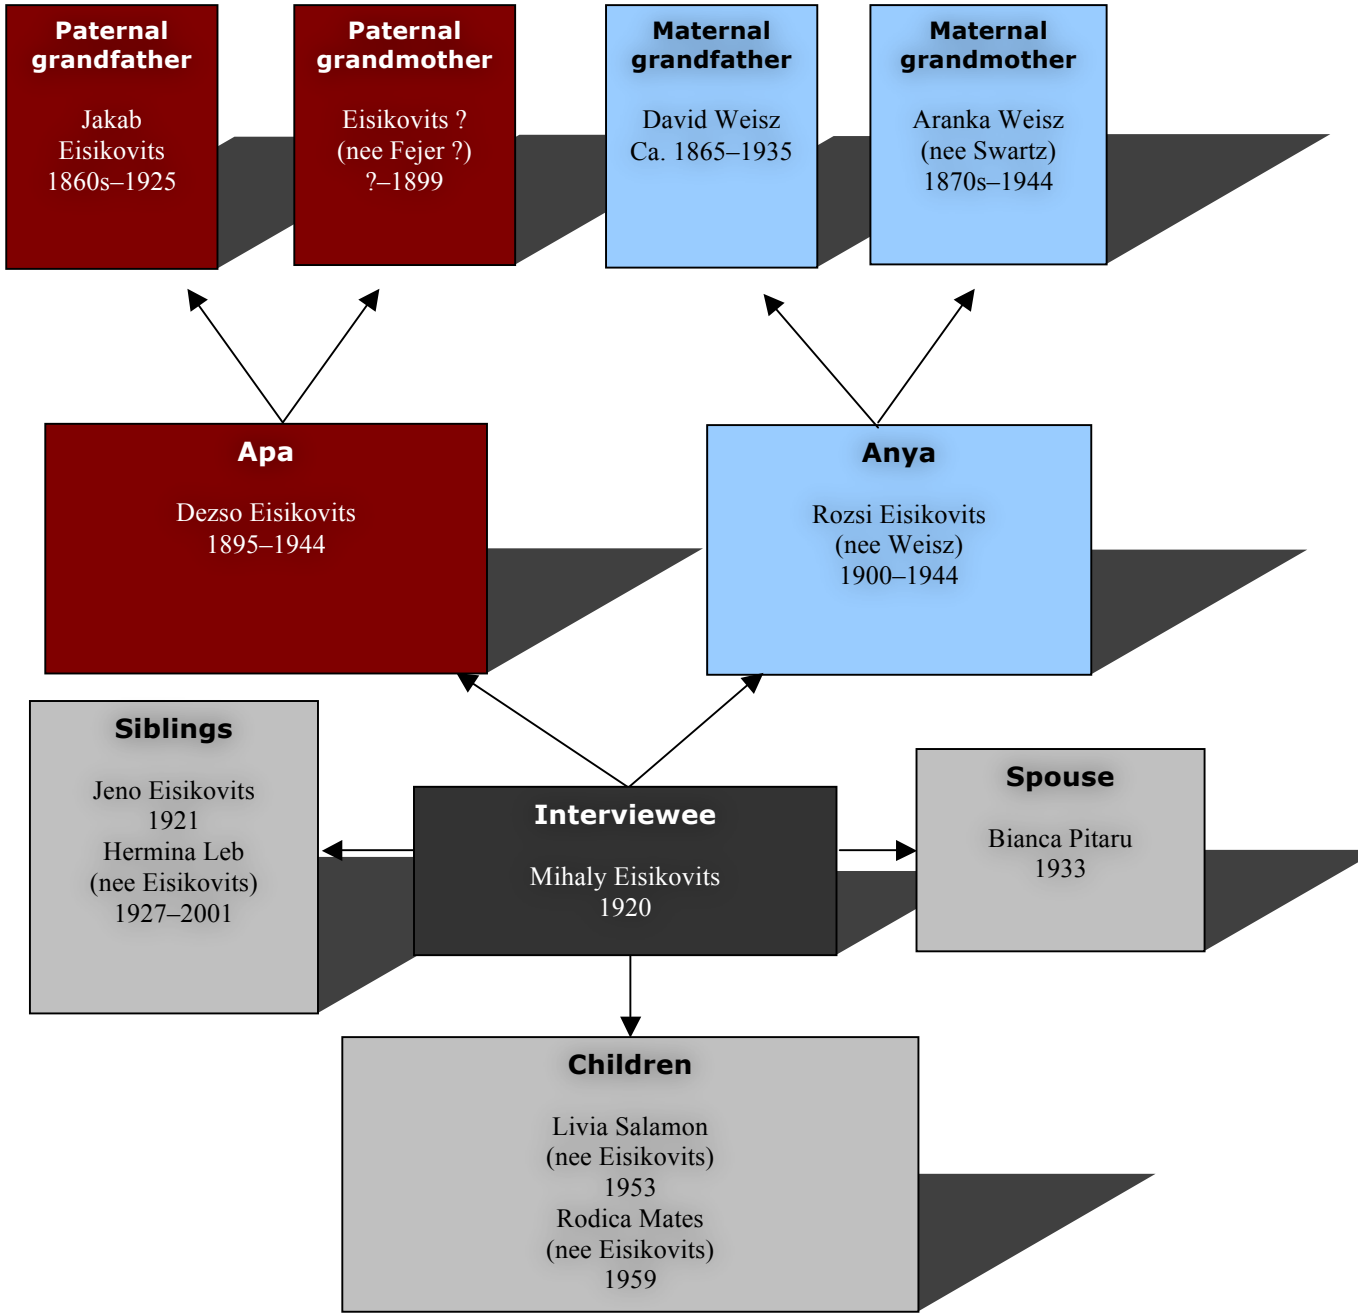 Paternal
grandfather
Jakab
Eisikovits
1860s–1925
Paternal
grandmother
Eisikovits ?
(nee Fejer ?)
?–1899
Maternal
grandfather
David Weisz
Ca. 1865–1935
Maternal
grandmother
Aranka Weisz
(nee Swartz)
1870s–1944
Apa
Dezso Eisikovits
1895–1944
Anya
Rozsi Eisikovits
(nee Weisz)
1900–1944
Siblings
Jeno Eisikovits
1921
Hermina Leb
(nee Eisikovits)
1927–2001
Interviewee
Mihaly Eisikovits
1920
Spouse
Bianca Pitaru
1933
Children
Livia Salamon
(nee Eisikovits)
1953
Rodica Mates
(nee Eisikovits)
1959